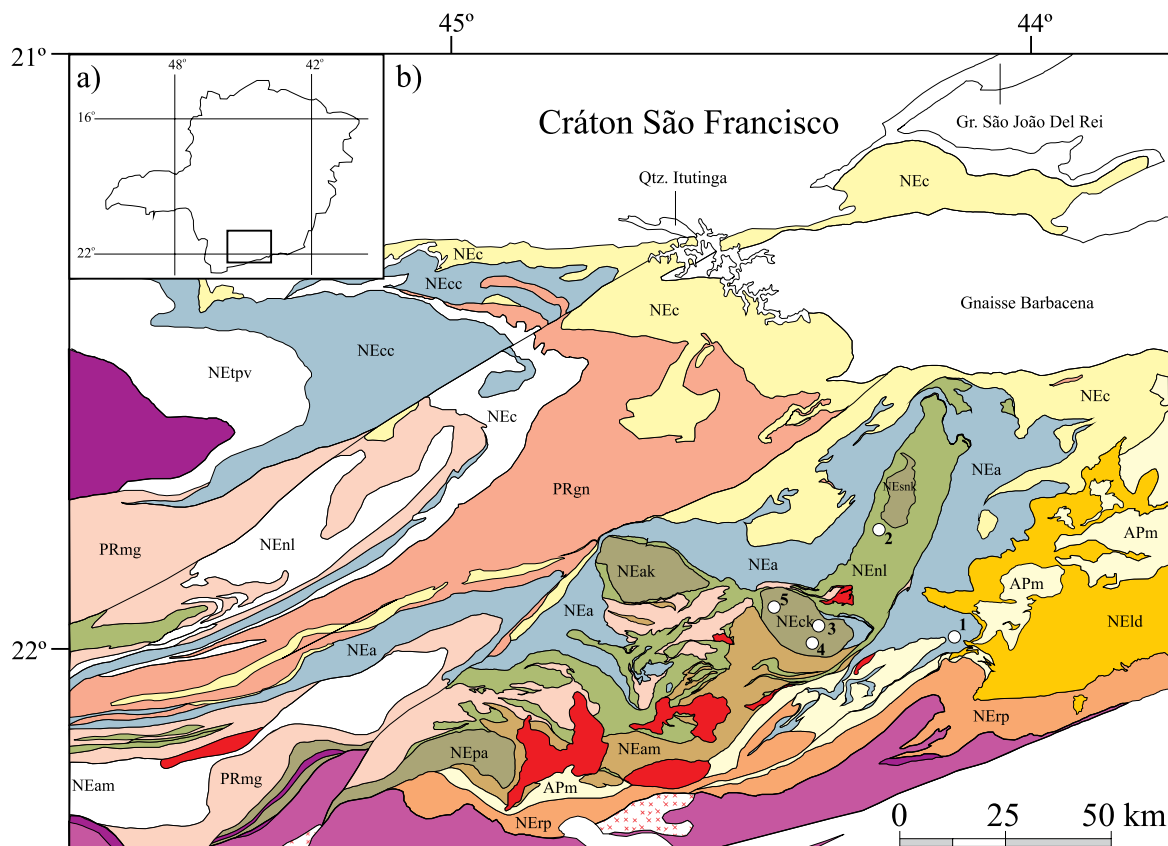 45º
44º
21º
a)
48º
42º
b)
16º
22º
Cráton São Francisco
Gr. São João Del Rei
Qtz. Itutinga
NEc
NEc
NEcc
NEc
Gnaisse Barbacena
NEcc
NEtpv
NEc
NEc
NEa
NEsnk
PRgn
2
PRmg
NEnl
APm
NEak
NEa
NEnl
APm
NEa
5
NEck
3
1
NEld
22º
NEa
4
NErp
NEpa
NEam
PRmg
NEam
APm
NErp
0
25
50 km